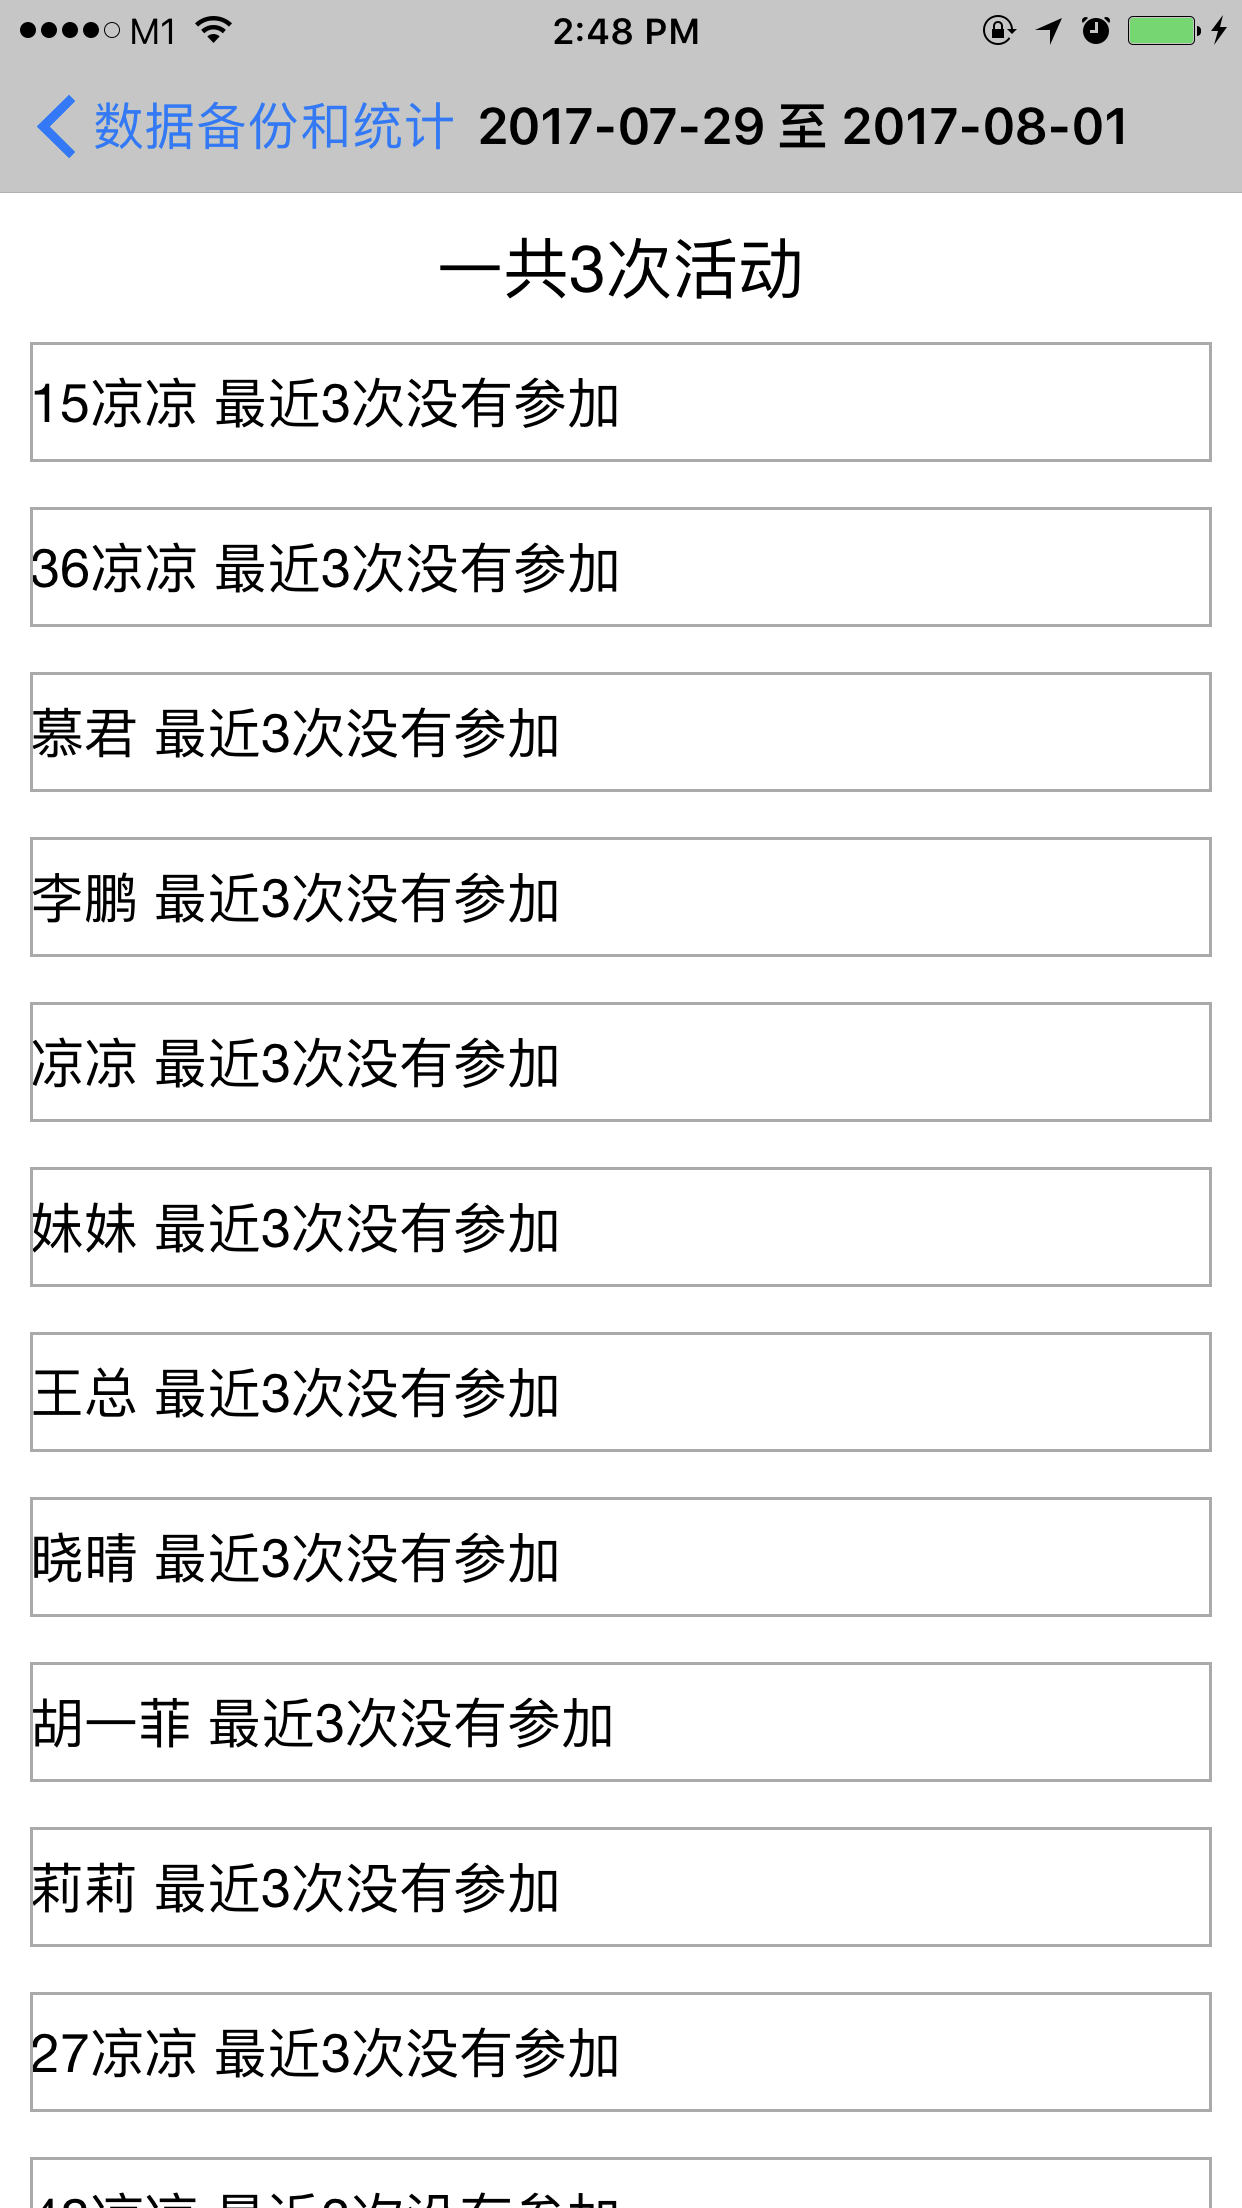 M1 2:48 PM
数据备份和统计 2017-07-29 至 2017-08-01
一共3次活动
15凉凉 最近3次没有参加
36凉凉 最近3次没有参加
慕君 最近3次没有参加
李鹏 最近3次没有参加
凉凉 最近3次没有参加
妹妹 最近3次没有参加
王总 最近3次没有参加
晓晴 最近3次没有参加
胡一菲 最近3次没有参加
莉莉 最近3次没有参加
27凉凉 最近3次没有参加